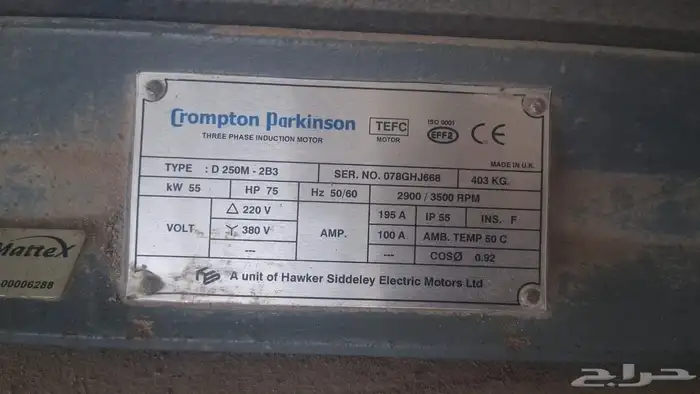 Crompton Parkinson
THREE PHASE INDUCTION MOTOR
TEFC
MOTOR
ISO 9001
EFF2
CE
MADE IN U.K.
TYPE : D 250M - 2B3 SER. NO. 078GHJ668 403 KG.
kW 55 HP 75 Hz 50/60 2900 / 3500 RPM
VOLT. △ 220 V AMP. 195 A IP 55 INS. F
Y 380 V 100 A AMB. TEMP 50 C
--- --- COSØ 0.92
A unit of Hawker Siddeley Electric Motors Ltd
MatteX
-00006288
حراج